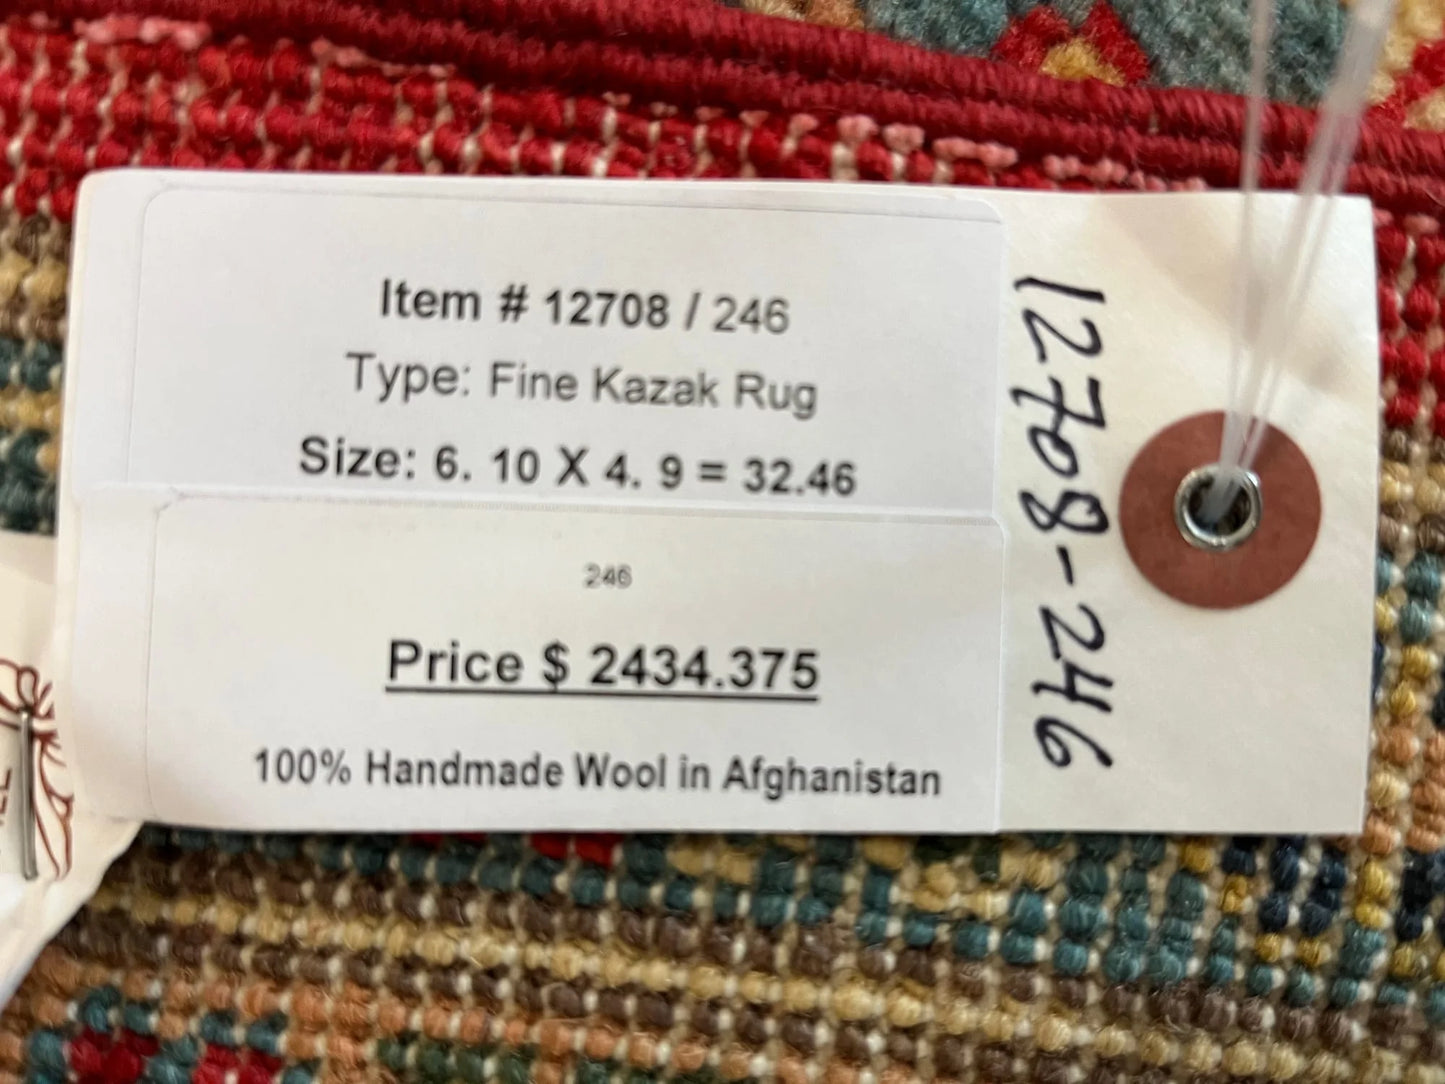 Item # 12708 / 246
Type: Fine Kazak Rug
Size: 6. 10 X 4. 9 = 32.46
246
Price $ 2434.375
100% Handmade Wool in Afghanistan
12708-246